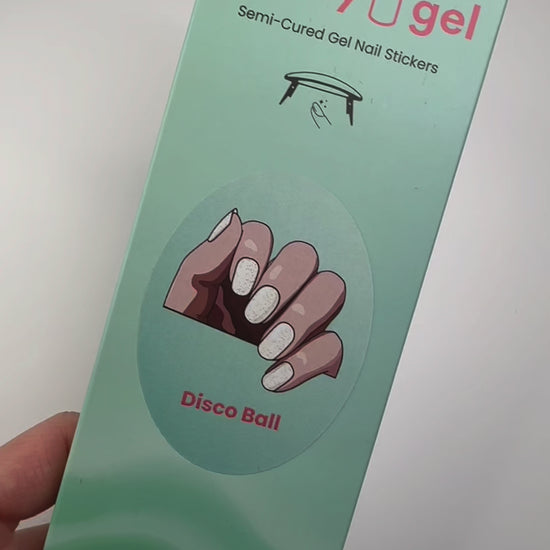 gel
Semi-Cured Gel Nail Stickers
Disco Ball